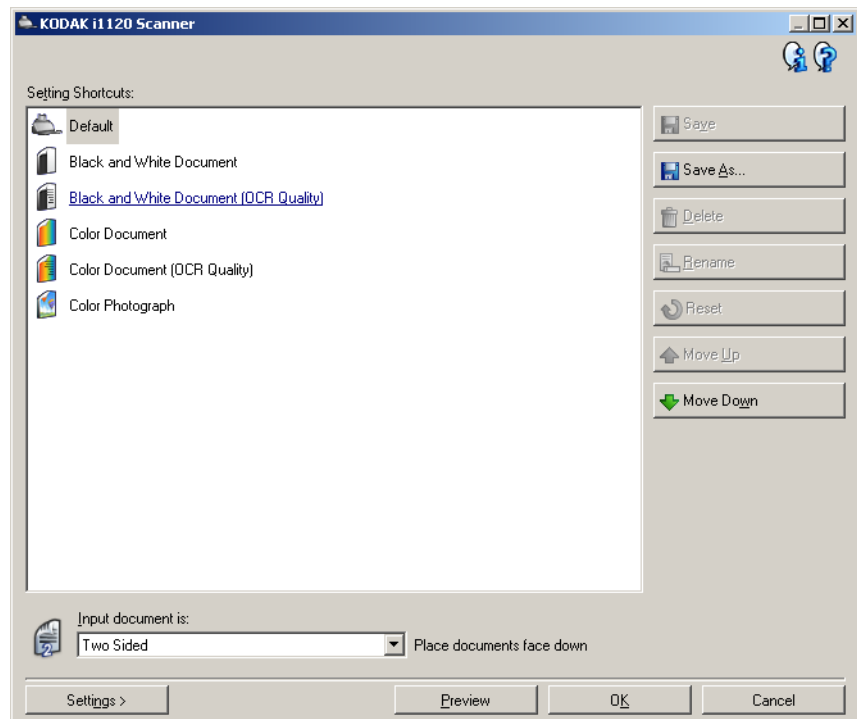 KODAK i1120 Scanner
Setting Shortcuts:
Default
Black and White Document
Black and White Document (OCR Quality)
Color Document
Color Document (OCR Quality)
Color Photograph
Save
Save As...
Delete
Rename
Reset
Move Up
Move Down
Input document is:
2
Two Sided
Place documents face down
Settings >
Preview
OK
Cancel